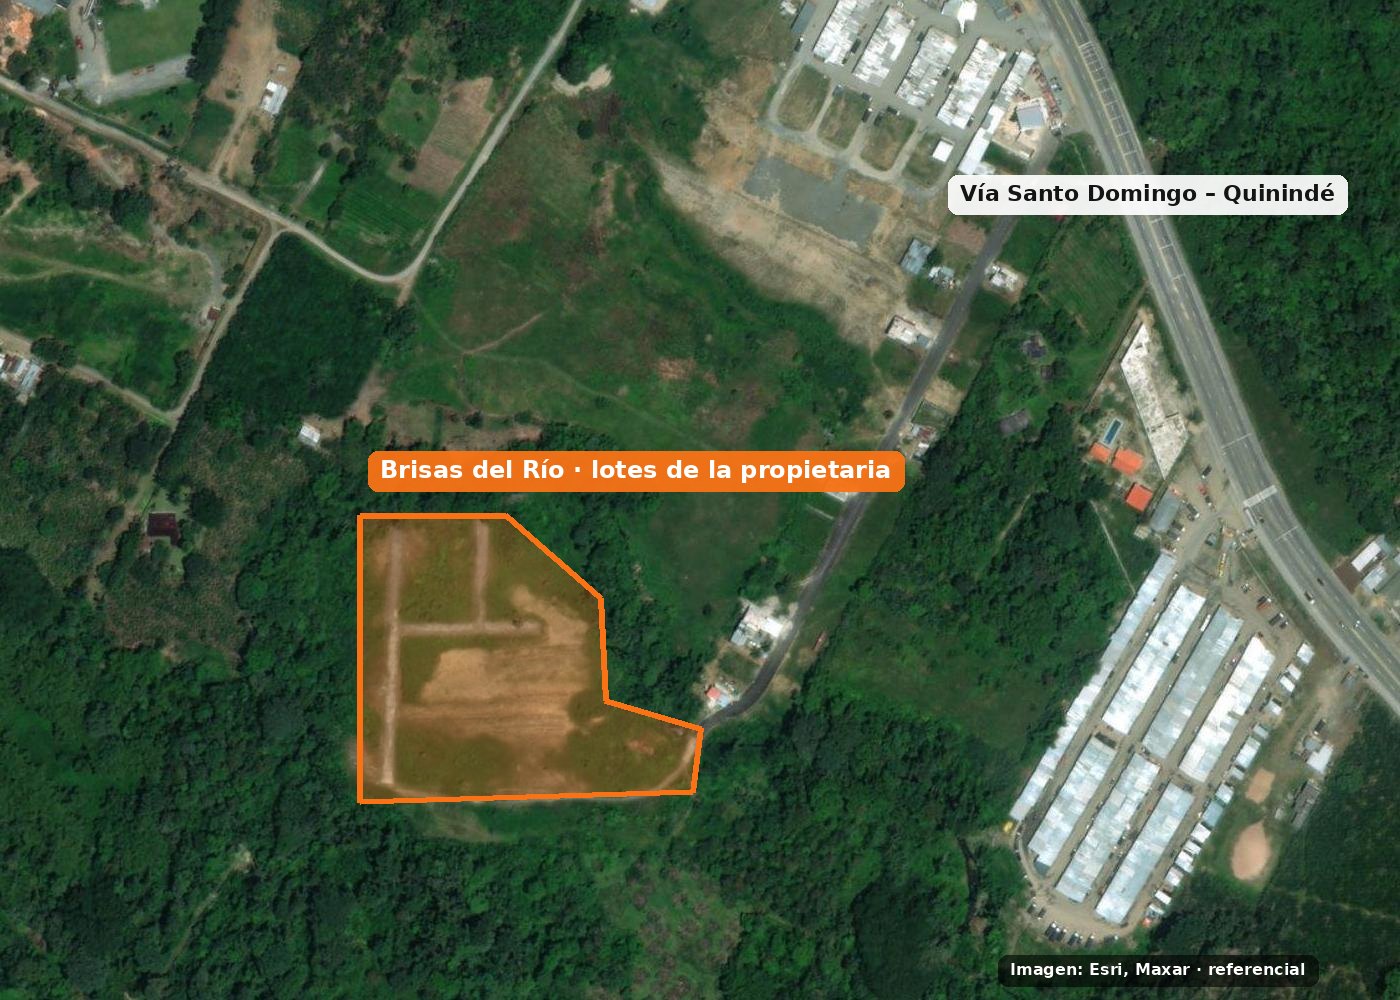 Vía Santo Domingo – Quinindé
Brisas del Río · lotes de la propietaria
Imagen: Esri, Maxar · referencial